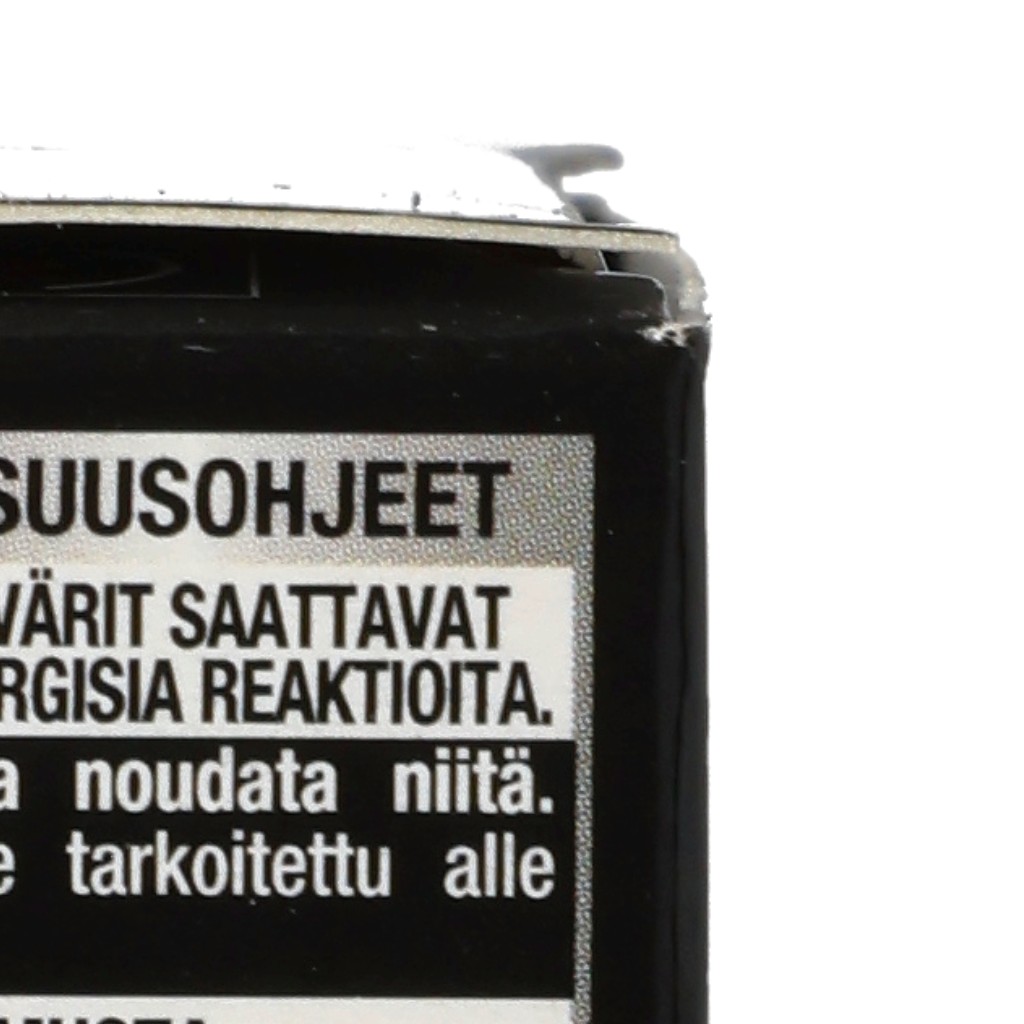 SUUSOHJEET
VÄRIT SAATTAVAT
RGISIA REAKTIOITA.
a noudata niitä.
e tarkoitettu alle